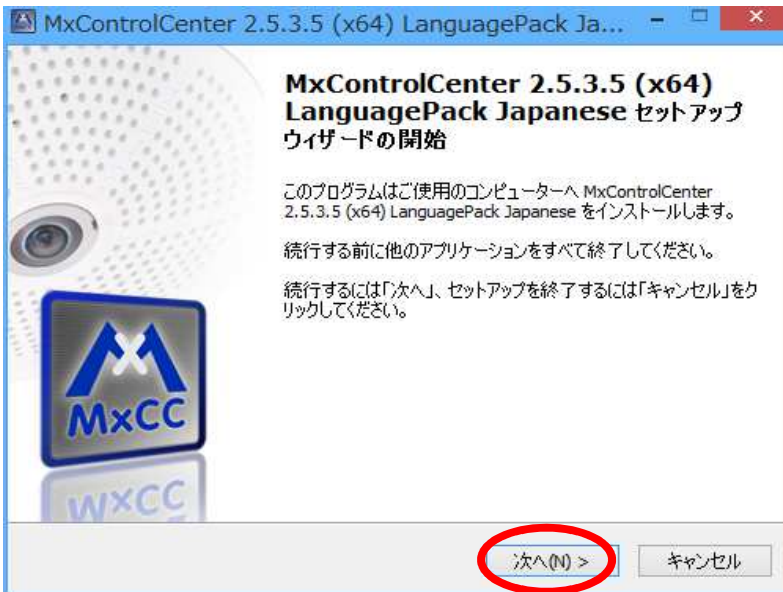 MxControlCenter 2.5.3.5 (x64) LanguagePack Ja...
MxControlCenter 2.5.3.5 (x64)
LanguagePack Japanese セットアップ
ウィザードの開始
このプログラムはご使用のコンピューターへ MxControlCenter
2.5.3.5 (x64) LanguagePack Japanese をインストールします。
続行する前に他のアプリケーションをすべて終了してください。
続行するには「次へ」、セットアップを終了するには「キャンセル」をク
リックしてください。
MxCC
次へ(N) >
キャンセル